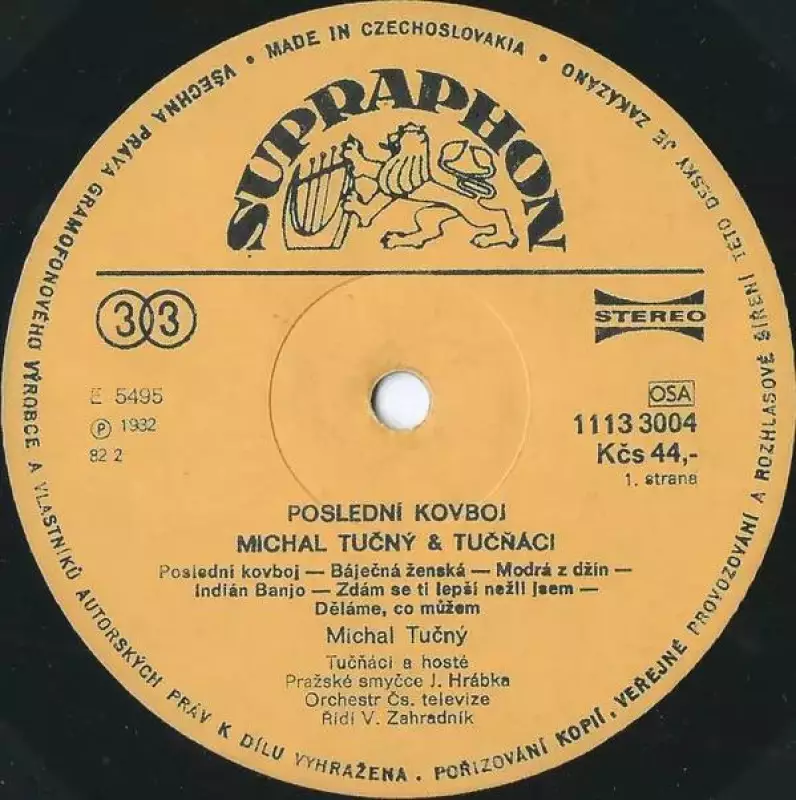 VŠECHNA PRÁVA GRAMOFONOVÉHO VÝROBCE A VLASTNÍKŮ AUTORSKÝCH PRÁV K DÍLU VYHRAŽENA. POŘIZOVÁNÍ KOPIÍ, VEŘEJNÉ PROVOZOVÁNÍ A ROZHLASOVÉ ŠÍŘENÍ TÉTO DESKY JE ZAKÁZÁNO • MADE IN CZECHOSLOVAKIA •
SUPRAPHON
33
STEREO
E 5495
OSA
℗ 1982
1113 3004
82 2
Kčs 44,-
1. strana
POSLEDNÍ KOVBOJ
MICHAL TUČNÝ & TUČŇÁCI
Poslední kovboj — Báječná ženská — Modrá z džín —
Indián Banjo — Zdám se ti lepší nežli jsem —
Děláme, co můžem
Michal Tučný
Tučňáci a hosté
Pražské smyčce J. Hrábka
Orchestr Čs. televize
Řídí V. Zahradník